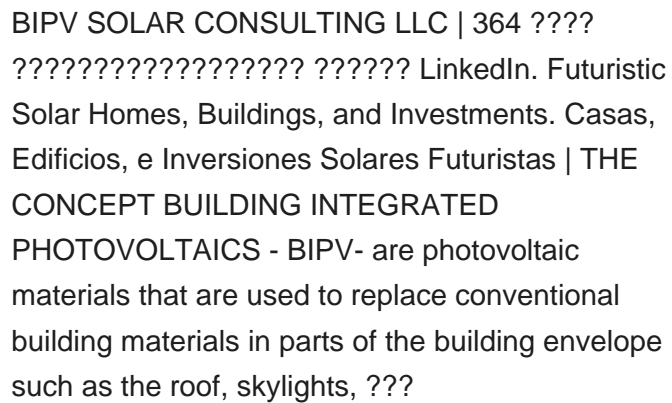 BIPV SOLAR CONSULTING LLC | 364 ????
?????????????????? ?????? LinkedIn. Futuristic
Solar Homes, Buildings, and Investments. Casas,
Edificios, e Inversiones Solares Futuristas | THE
CONCEPT BUILDING INTEGRATED
PHOTOVOLTAICS - BIPV- are photovoltaic
materials that are used to replace conventional
building materials in parts of the building envelope
such as the roof, skylights, ???